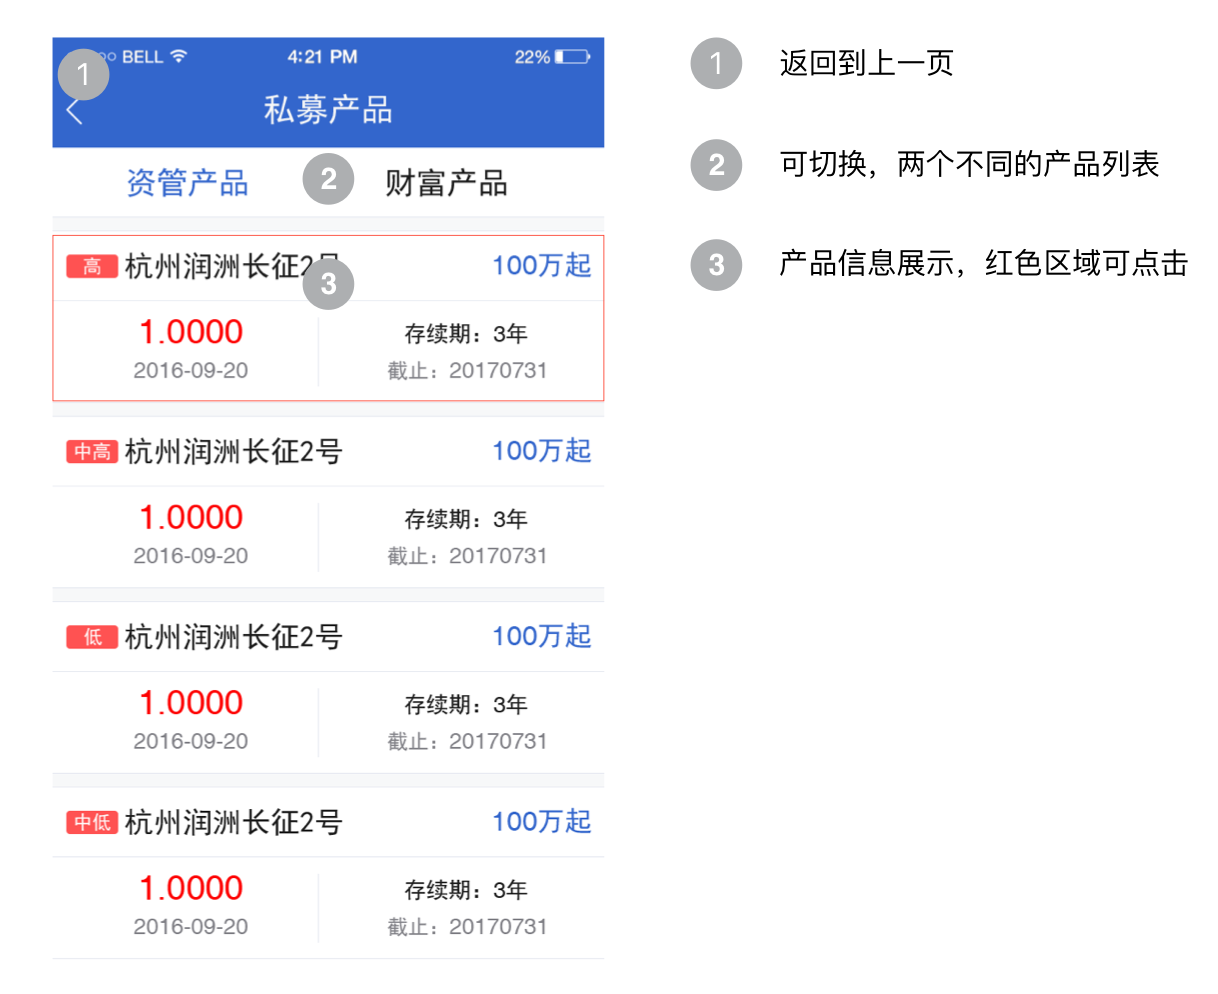 BELL
4:21 PM
22%
1
私募产品
资管产品
2
财富产品
高 杭州润洲长征2号
100万起
3
1.0000
存续期：3年
2016-09-20
截止：20170731
中高 杭州润洲长征2号
100万起
1.0000
存续期：3年
2016-09-20
截止：20170731
低 杭州润洲长征2号
100万起
1.0000
存续期：3年
2016-09-20
截止：20170731
中低 杭州润洲长征2号
100万起
1.0000
存续期：3年
2016-09-20
截止：20170731
1 返回到上一页
2 可切换，两个不同的产品列表
3 产品信息展示，红色区域可点击